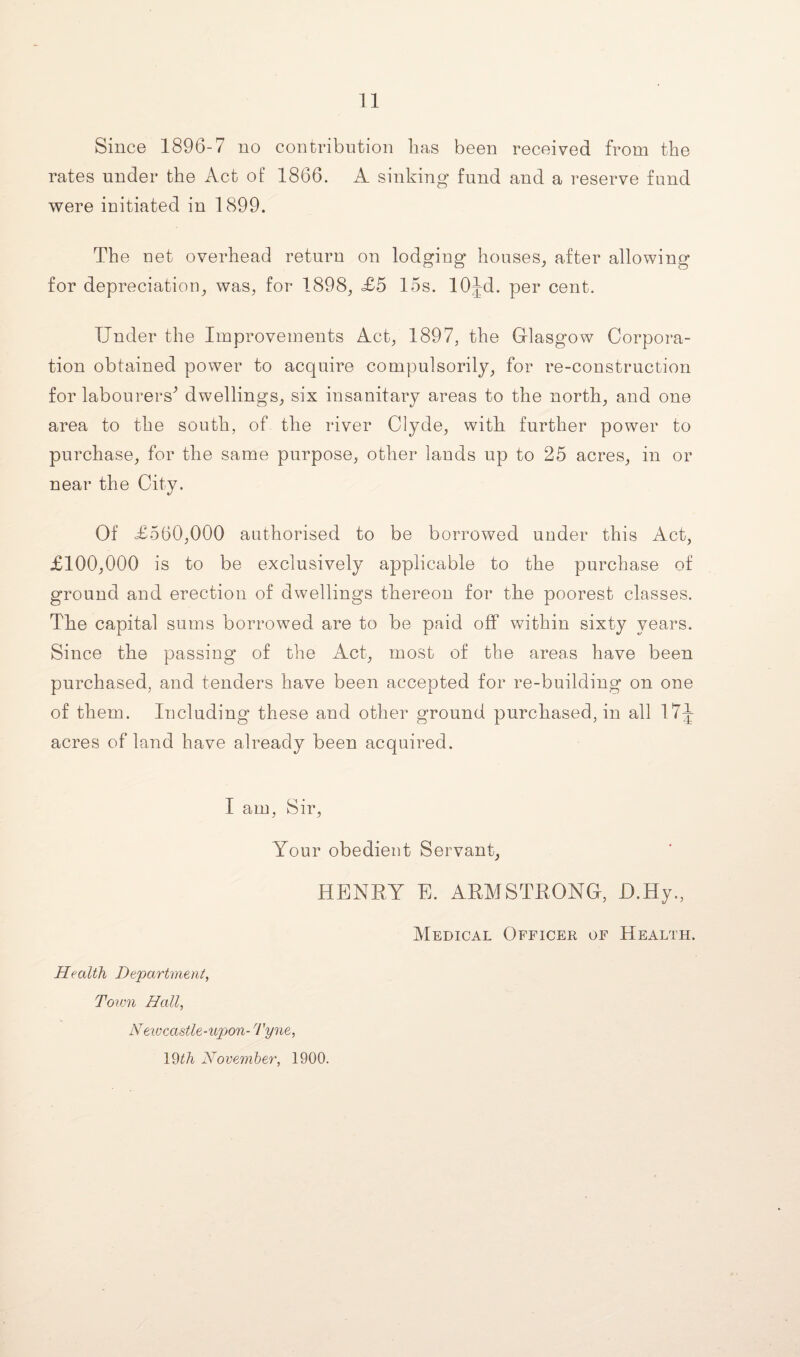 11
Since 1896-7 no contribution has been received from the
rates under the Act of 1866. A sinking fund and a reserve fund
were initiated in 1899.
The net overhead return on lodging houses, after allowing
for depreciation, was, for 1898, £5 15s. 10¼d. per cent.
Under the Improvements Act, 1897, the Glasgow Corpora-
tion obtained power to acquire compulsorily, for re-construction
for labourers' dwellings, six insanitary areas to the north, and one
area to the south, of the river Clyde, with further power to
purchase, for the same purpose, other lands up to 25 acres, in or
near the City.
Of £560,000 authorised to be borrowed under this Act,
£100,000 is to be exclusively applicable to the purchase of
ground and erection of dwellings thereon for the poorest classes.
The capital sums borrowed are to be paid off within sixty years.
Since the passing of the Act, most of the areas have been
purchased, and tenders have been accepted for re-building on one
of them. Including these and other ground purchased, in all 17¼
acres of land have already been acquired.
I am, Sir,
Your obedient Servant,
HENRY E. ARMSTRONG, D.Hy.,
Medical Officer of Health.
Health Department,
Town Hall,
Newcastle-upon-Tyne,
19th November, 1900.